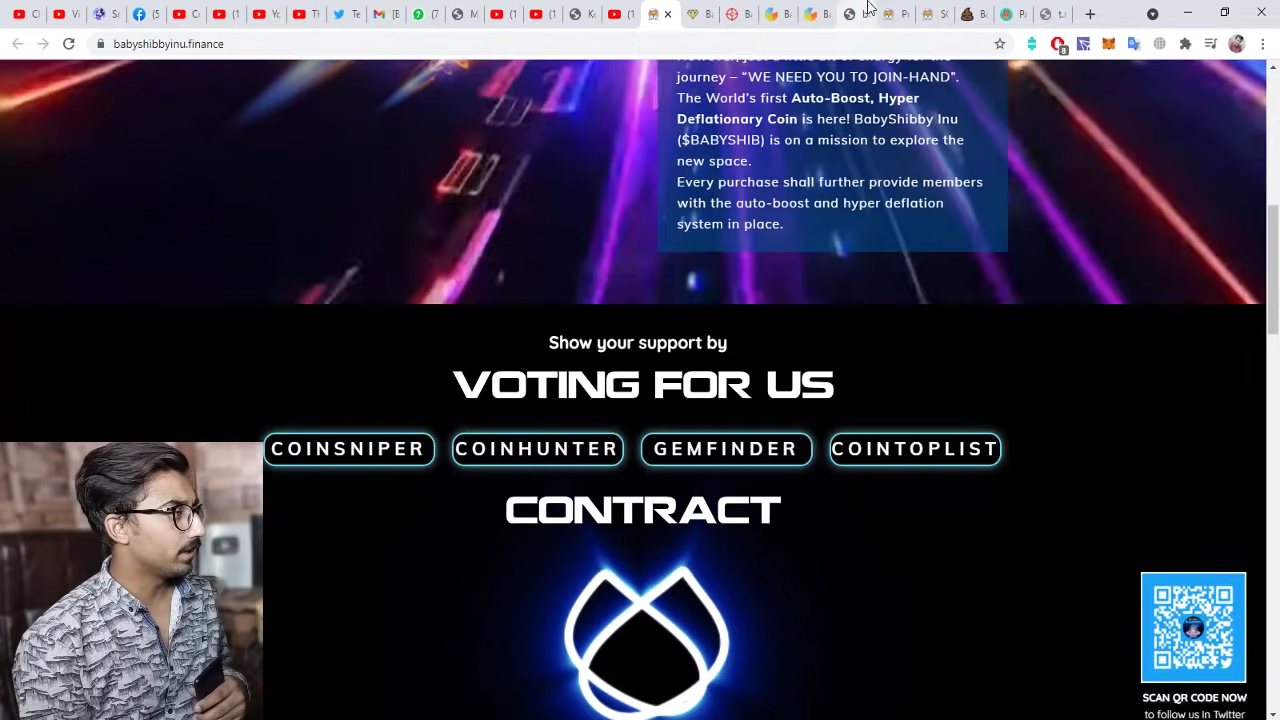 babyshibbyinu.finance
8
journey – “WE NEED YOU TO JOIN-HAND”.
The World’s first Auto-Boost, Hyper
Deflationary Coin is here! BabyShibby Inu
($BABYSHIB) is on a mission to explore the
new space.
Every purchase shall further provide members
with the auto-boost and hyper deflation
system in place.
Show your support by
VOTING FOR US
COINSNIPER
COINHUNTER
GEMFINDER
COINTOPLIST
CONTRACT
SCAN QR CODE NOW
to follow us In Twitter